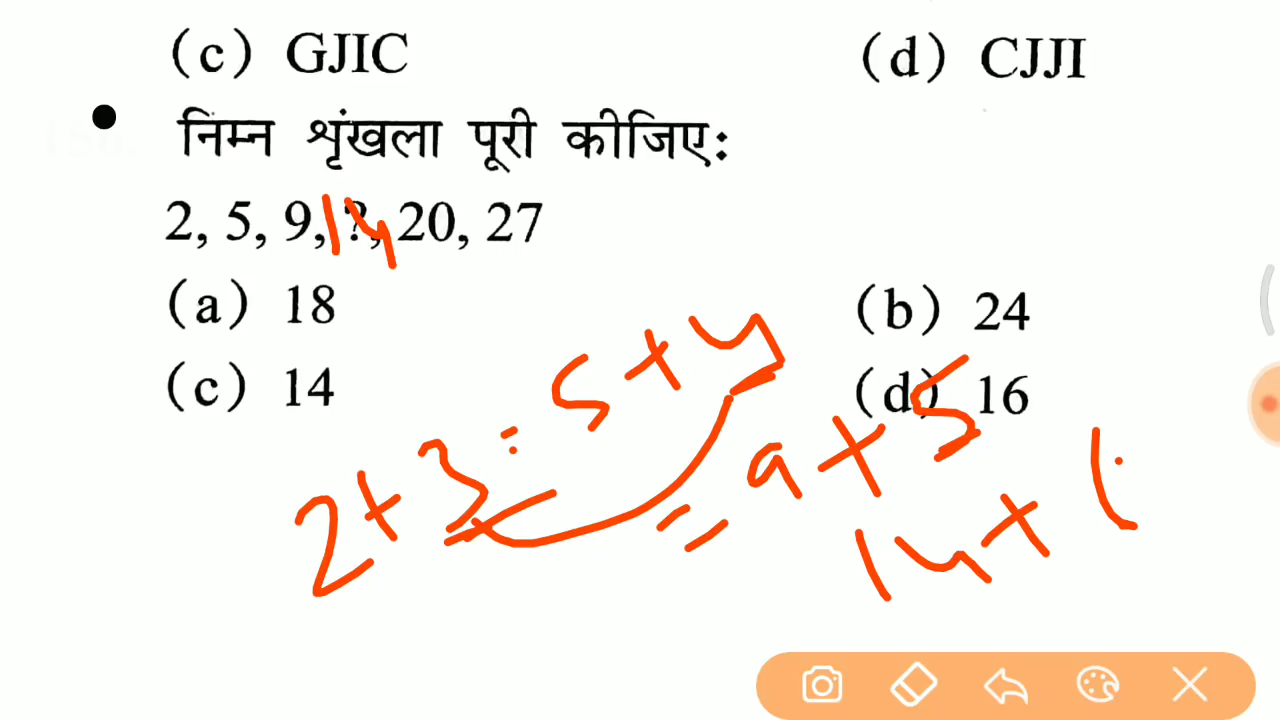 (c) GJIC (d) CJJI
निम्न शृंखला पूरी कीजिए:
2, 5, 9, ?, 20, 27
14
(a) 18 (b) 24
(c) 14 (d) 16
2+3 = 5+4
= 9+5
14+